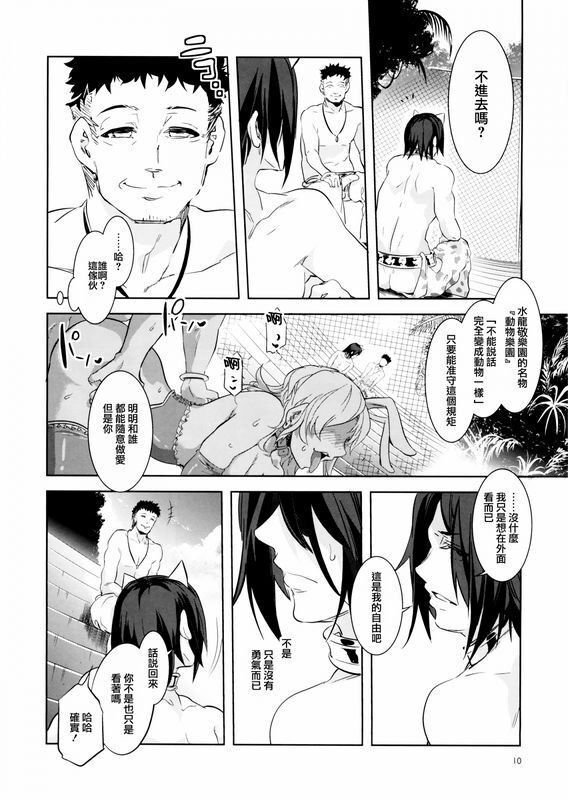 不進去嗎？
……哈？
誰啊？
這傢伙
水龍敬樂園的名物
『動物樂園』
「不能說話
完全變成動物一樣」
只要能准守這個規矩
明明和誰
都能隨意做愛
但是你
……沒什麼
我只是想在外面
看而已
這是我的自由吧
不是
只是沒有
勇氣而已
話說回來
你不是也只是
看著嗎
哈哈
確實！
10